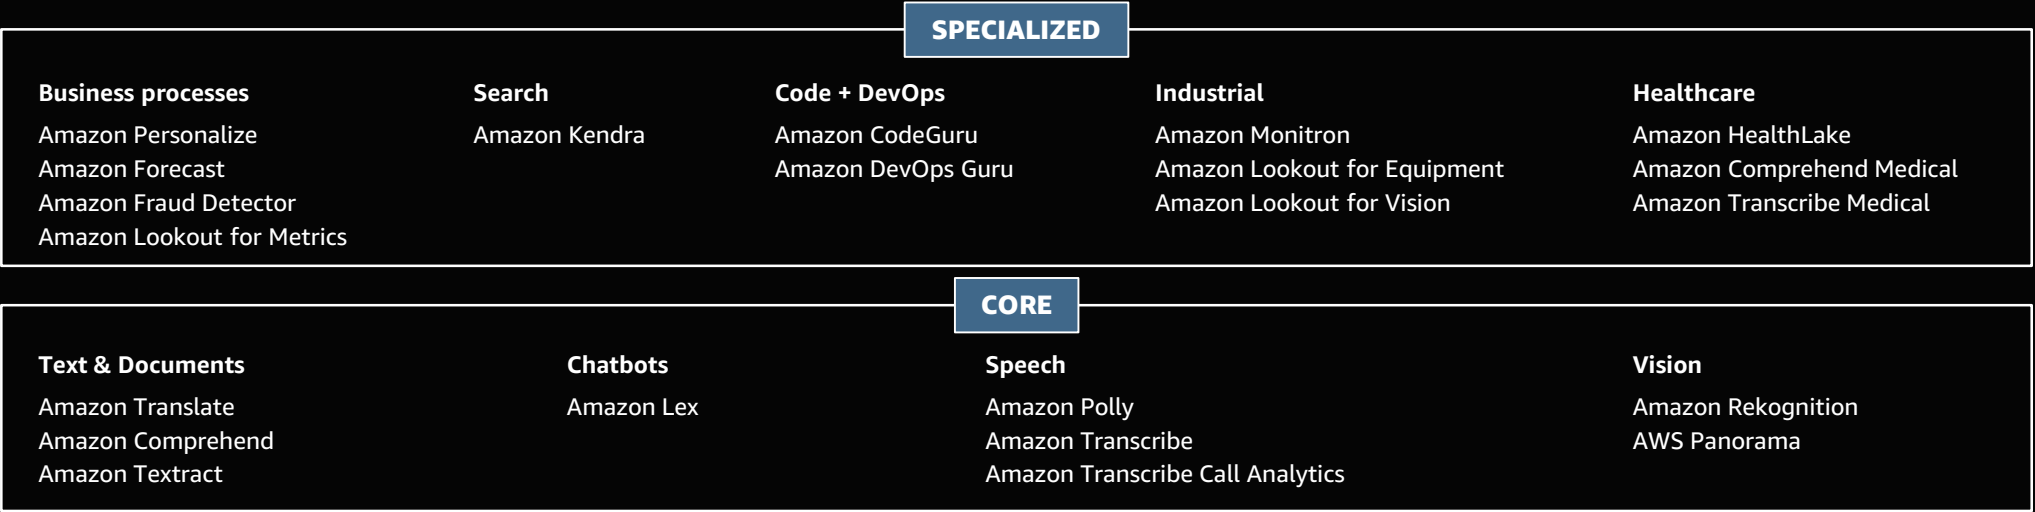 SPECIALIZED
Business processes
Amazon Personalize
Amazon Forecast
Amazon Fraud Detector
Amazon Lookout for Metrics
Search
Amazon Kendra
Code + DevOps
Amazon CodeGuru
Amazon DevOps Guru
Industrial
Amazon Monitron
Amazon Lookout for Equipment
Amazon Lookout for Vision
Healthcare
Amazon HealthLake
Amazon Comprehend Medical
Amazon Transcribe Medical
CORE
Text & Documents
Amazon Translate
Amazon Comprehend
Amazon Textract
Chatbots
Amazon Lex
Speech
Amazon Polly
Amazon Transcribe
Amazon Transcribe Call Analytics
Vision
Amazon Rekognition
AWS Panorama